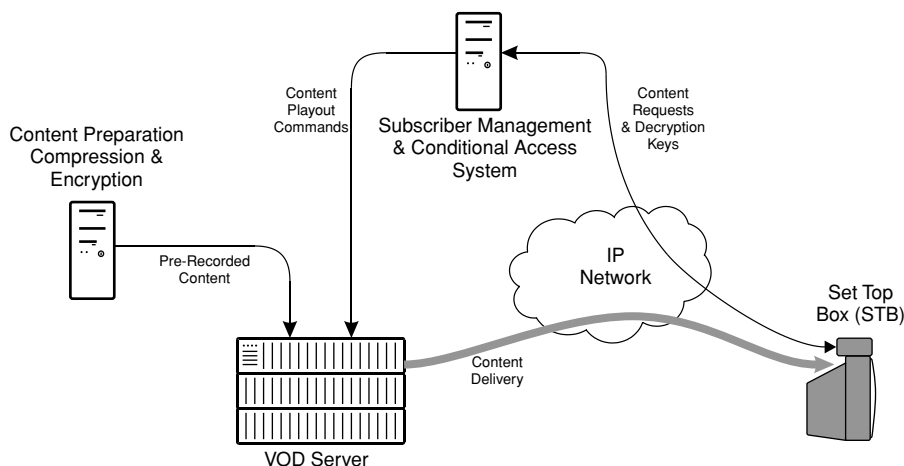 Content
Playout
Commands
Content
Requests
& Decryption
Keys
Subscriber Management
& Conditional Access
System
Content Preparation
Compression &
Encryption
Pre-Recorded
Content
IP
Network
Set Top
Box (STB)
Content
Delivery
VOD Server